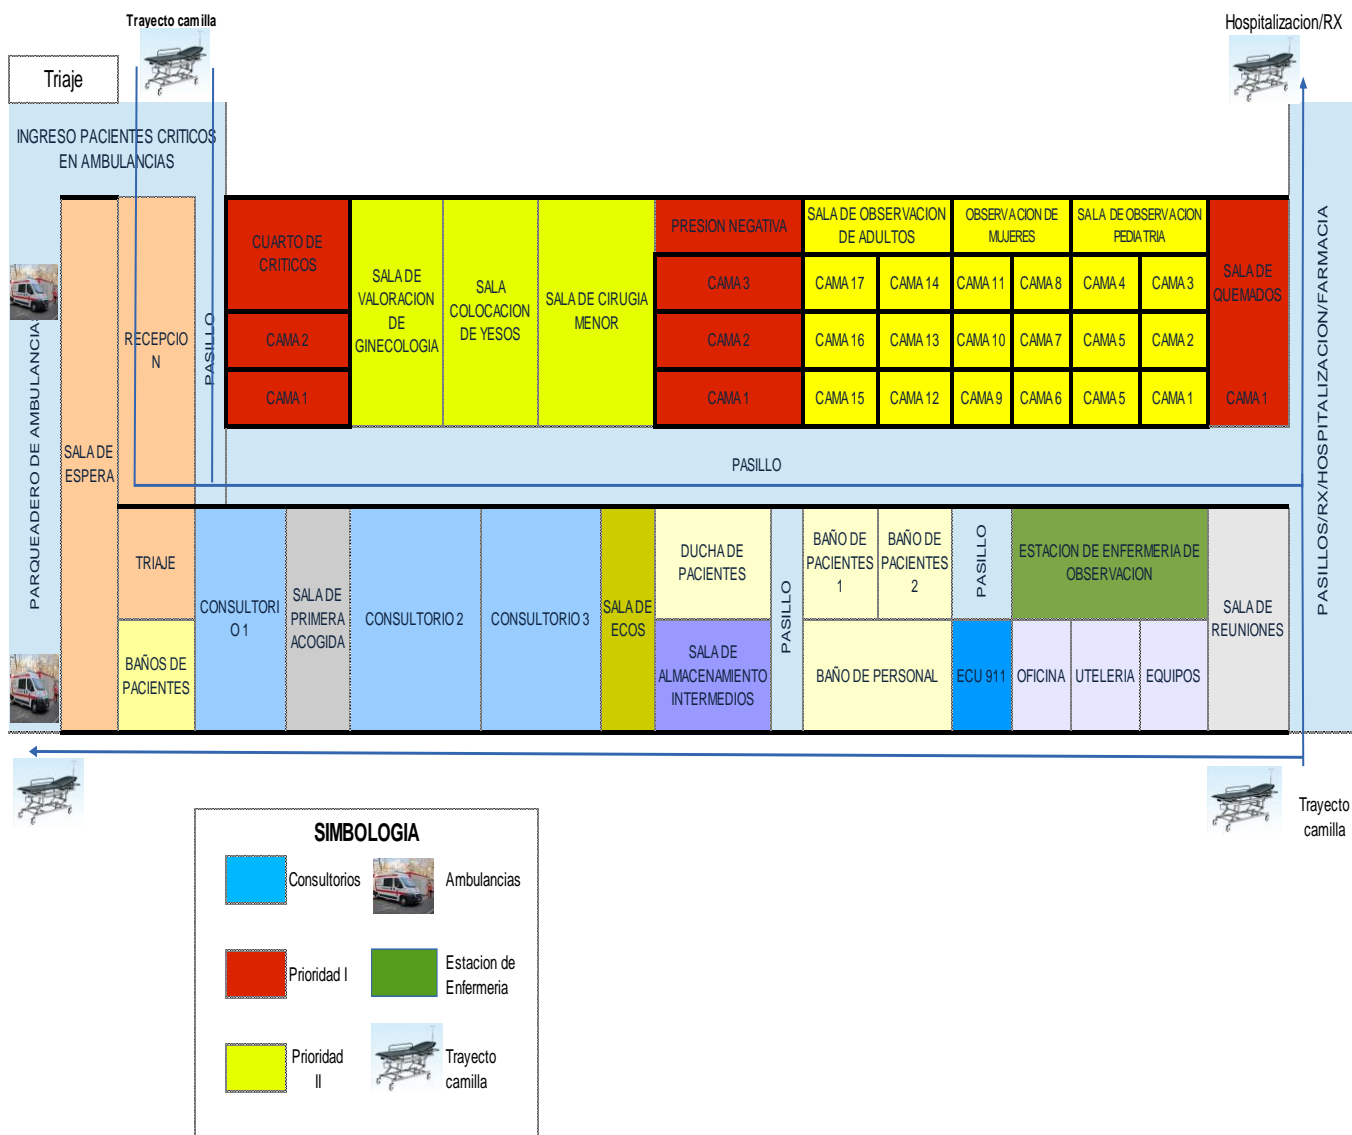 Trayecto camilla
Hospitalizacion/RX
Triaje
INGRESO PACIENTES CRITICOS
EN AMBULANCIAS
PARQUEADERO DE AMBULANCIAS
SALA DE
ESPERA
RECEPCIO
N
PASILLO
CUARTO DE
CRITICOS
CAMA 2
CAMA 1
SALA DE
VALORACION
DE
GINECOLOGIA
SALA
COLOCACION
DE YESOS
SALA DE CIRUGIA
MENOR
PRESION NEGATIVA
CAMA 3
CAMA 2
CAMA 1
SALA DE OBSERVACION
DE ADULTOS
CAMA 17
CAMA 14
CAMA 16
CAMA 13
CAMA 15
CAMA 12
OBSERVACION DE
MUJERES
CAMA 11
CAMA 8
CAMA 10
CAMA 7
CAMA 9
CAMA 6
SALA DE OBSERVACION
PEDIATRIA
CAMA 4
CAMA 3
CAMA 5
CAMA 2
CAMA 5
CAMA 1
SALA DE
QUEMADOS
CAMA 1
PASILLOS/RX/HOSPITALIZACION/FARMACIA
PASILLO
TRIAJE
BAÑOS DE
PACIENTES
CONSULTORI
O 1
SALA DE
PRIMERA
ACOGIDA
CONSULTORIO 2
CONSULTORIO 3
SALA DE
ECOS
DUCHA DE
PACIENTES
SALA DE
ALMACENAMIENTO
INTERMEDIOS
PASILLO
BAÑO DE
PACIENTES
1
BAÑO DE
PACIENTES
2
BAÑO DE PERSONAL
PASILLO
ECU 911
ESTACION DE ENFERMERIA DE
OBSERVACION
OFICINA
UTELERIA
EQUIPOS
SALA DE
REUNIONES
Trayecto
camilla
SIMBOLOGIA
Consultorios
Ambulancias
Prioridad I
Estacion de
Enfermeria
Prioridad
II
Trayecto
camilla